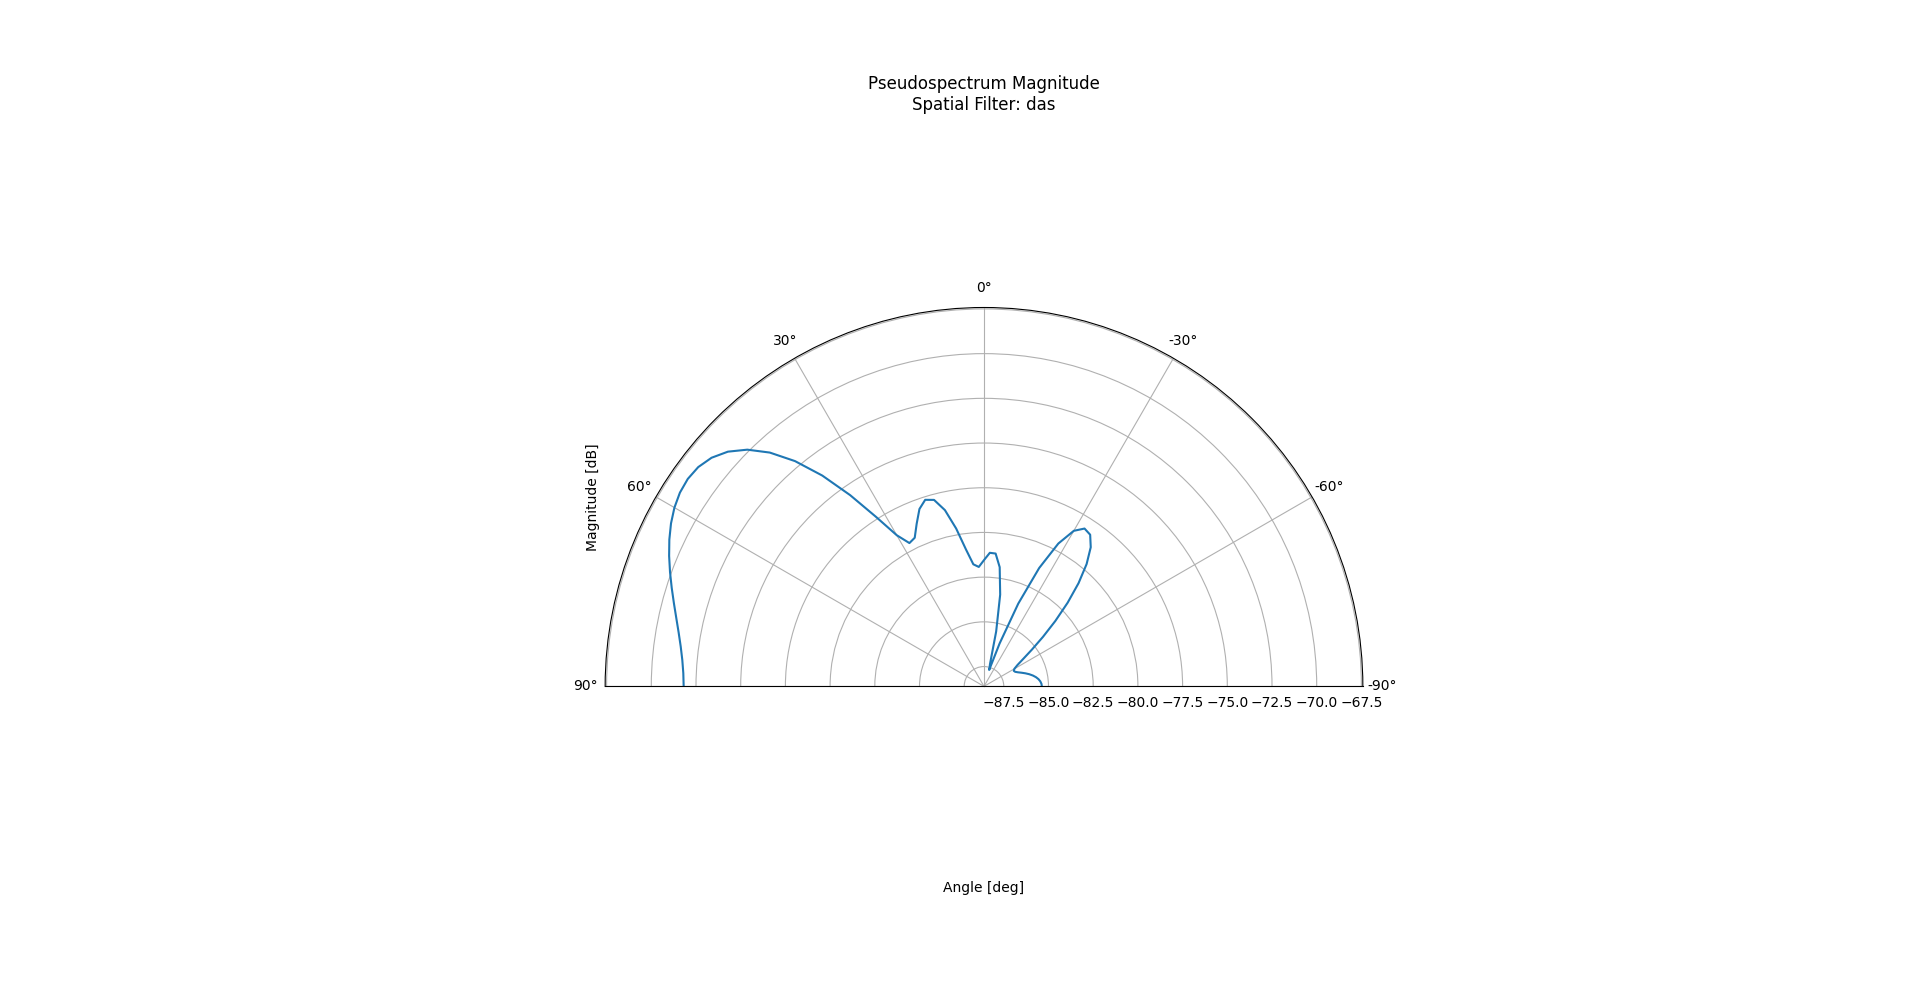 Pseudospectrum Magnitude
Spatial Filter: das
0°
30°
-30°
Magnitude [dB]
60°
-60°
90°
-90°
−87.5 −85.0 −82.5 −80.0 −77.5 −75.0 −72.5 −70.0 −67.5
Angle [deg]